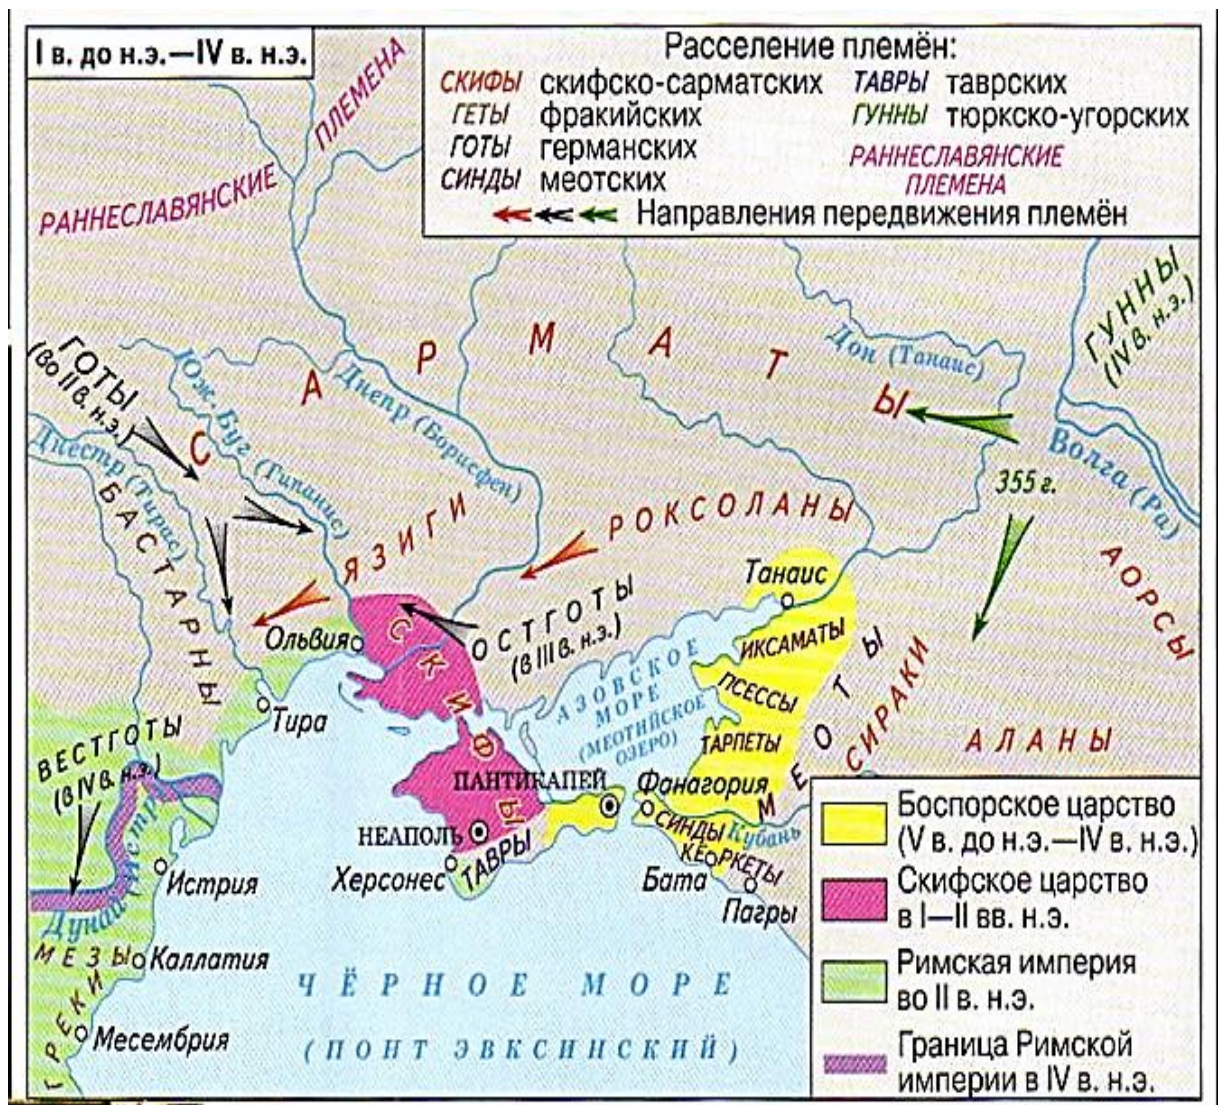 I в. до н.э.—IV в. н.э.
Расселение племён:
СКИФЫ скифско-сарматских
ГЕТЫ фракийских
ГОТЫ германских
СИНДЫ меотских
ТАВРЫ таврских
ГУННЫ тюркско-угорских
РАННЕСЛАВЯНСКИЕ
ПЛЕМЕНА
Направления передвижения племён
РАННЕСЛАВЯНСКИЕ
ПЛЕМЕНА
САРМАТЫ
ГОТЫ
(во II в. н.э.)
Юж. Буг (Гипанис)
Днепр (Борисфен)
Днестр (Тирас)
Дон (Танаис)
Волга (Ра)
ГУННЫ
(IV в. н.э.)
355 г.
БАСТАРНЫ
ЯЗИГИ
РОКСОЛАНЫ
АОРСЫ
ОСТГОТЫ
(в III в. н.э.)
СКИФЫ
Ольвия
Тира
Танаис
ИКСАМАТЫ
ПСЕССЫ
ТАРПЕТЫ
МЕОТЫ
СИРАКИ
АЛАНЫ
АЗОВСКОЕ
МОРЕ
(МЕОТИЙСКОЕ
ОЗЕРО)
ВЕСТГОТЫ
(в IV в. н.э.)
ПАНТИКАПЕЙ
Фанагория
НЕАПОЛЬ
СИНДЫ
Кубань
КЕРКЕТЫ
Херсонес
ТАВРЫ
Бата
Пагры
Истрия
Дунай (Истр)
МЕЗЫ
Каллатия
ГРЕКИ
Месембрия
ЧЁРНОЕ МОРЕ
(ПОНТ ЭВКСИНСКИЙ)
Боспорское царство
(V в. до н.э.—IV в. н.э.)
Скифское царство
в I—II вв. н.э.
Римская империя
во II в. н.э.
Граница Римской
империи в IV в. н.э.